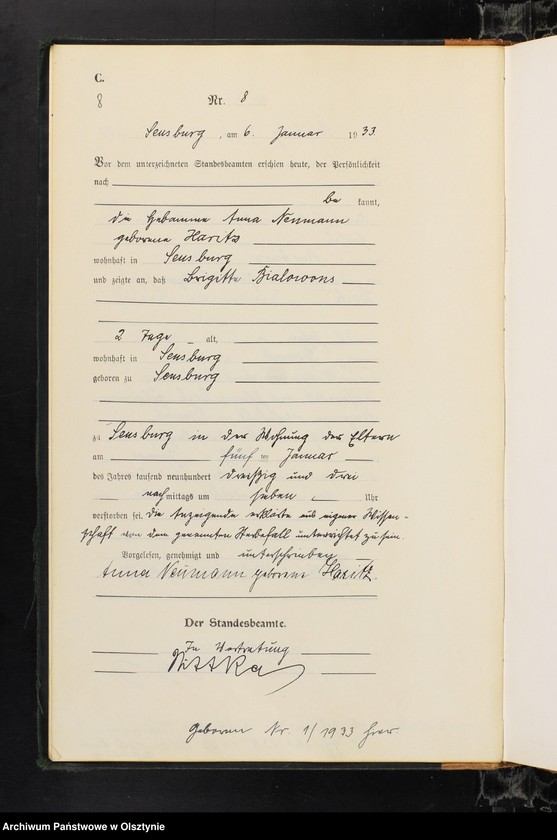 C.
8
Nr. 8
Sensburg, am 6. Januar 1933
Vor dem unterzeichneten Standesbeamten erschien heute, der Persönlichkeit
nach
be kannt,
die Hebamme Anna Neumann
geborene Haritz
wohnhaft in Sensburg
und zeigte an, daß Brigitte Bialowons
2 Tage alt,
wohnhaft in Sensburg
geboren zu Sensburg
zu Sensburg in der Wohnung der Eltern
am fünften Januar
des Jahres tausend neunhundert dreißig und drei
nachmittags um sieben Uhr
verstorben sei. Die Anzeigende erklärte aus eigener Wissen-
schaft von dem genannten Sterbefall unterrichtet zu sein.
Vorgelesen, genehmigt und unterschrieben
Anna Neumann geborene Haritz.
Der Standesbeamte.
In Vertretung
Geboren Nr. 1/1933 hier.
Archiwum Państwowe w Olsztynie